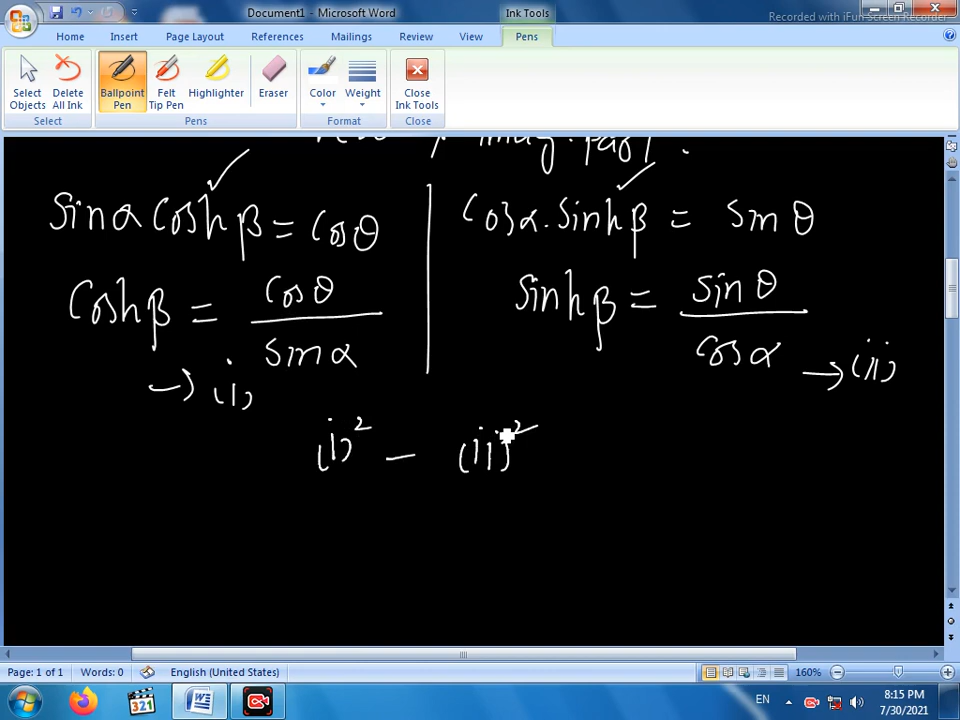 Document1 - Microsoft Word
Ink Tools
Recorded with iFun Screen Recorder
Home Insert Page Layout References Mailings Review View Pens
Select Objects
Delete All Ink
Ballpoint Pen
Felt Tip Pen
Highlighter
Eraser
Color
Weight
Close Ink Tools
Select Pens Format Close
imag. part.
Sinα Coshβ = Cosθ
Cosα. Sinhβ = Sinθ
Coshβ = Cosθ / Sinα
Sinhβ = Sinθ / Cosα
→ (i)
→ (ii)
(i)² – (ii)²
Page: 1 of 1 Words: 0 English (United States) 160%
321
EN 8:15 PM
7/30/2021